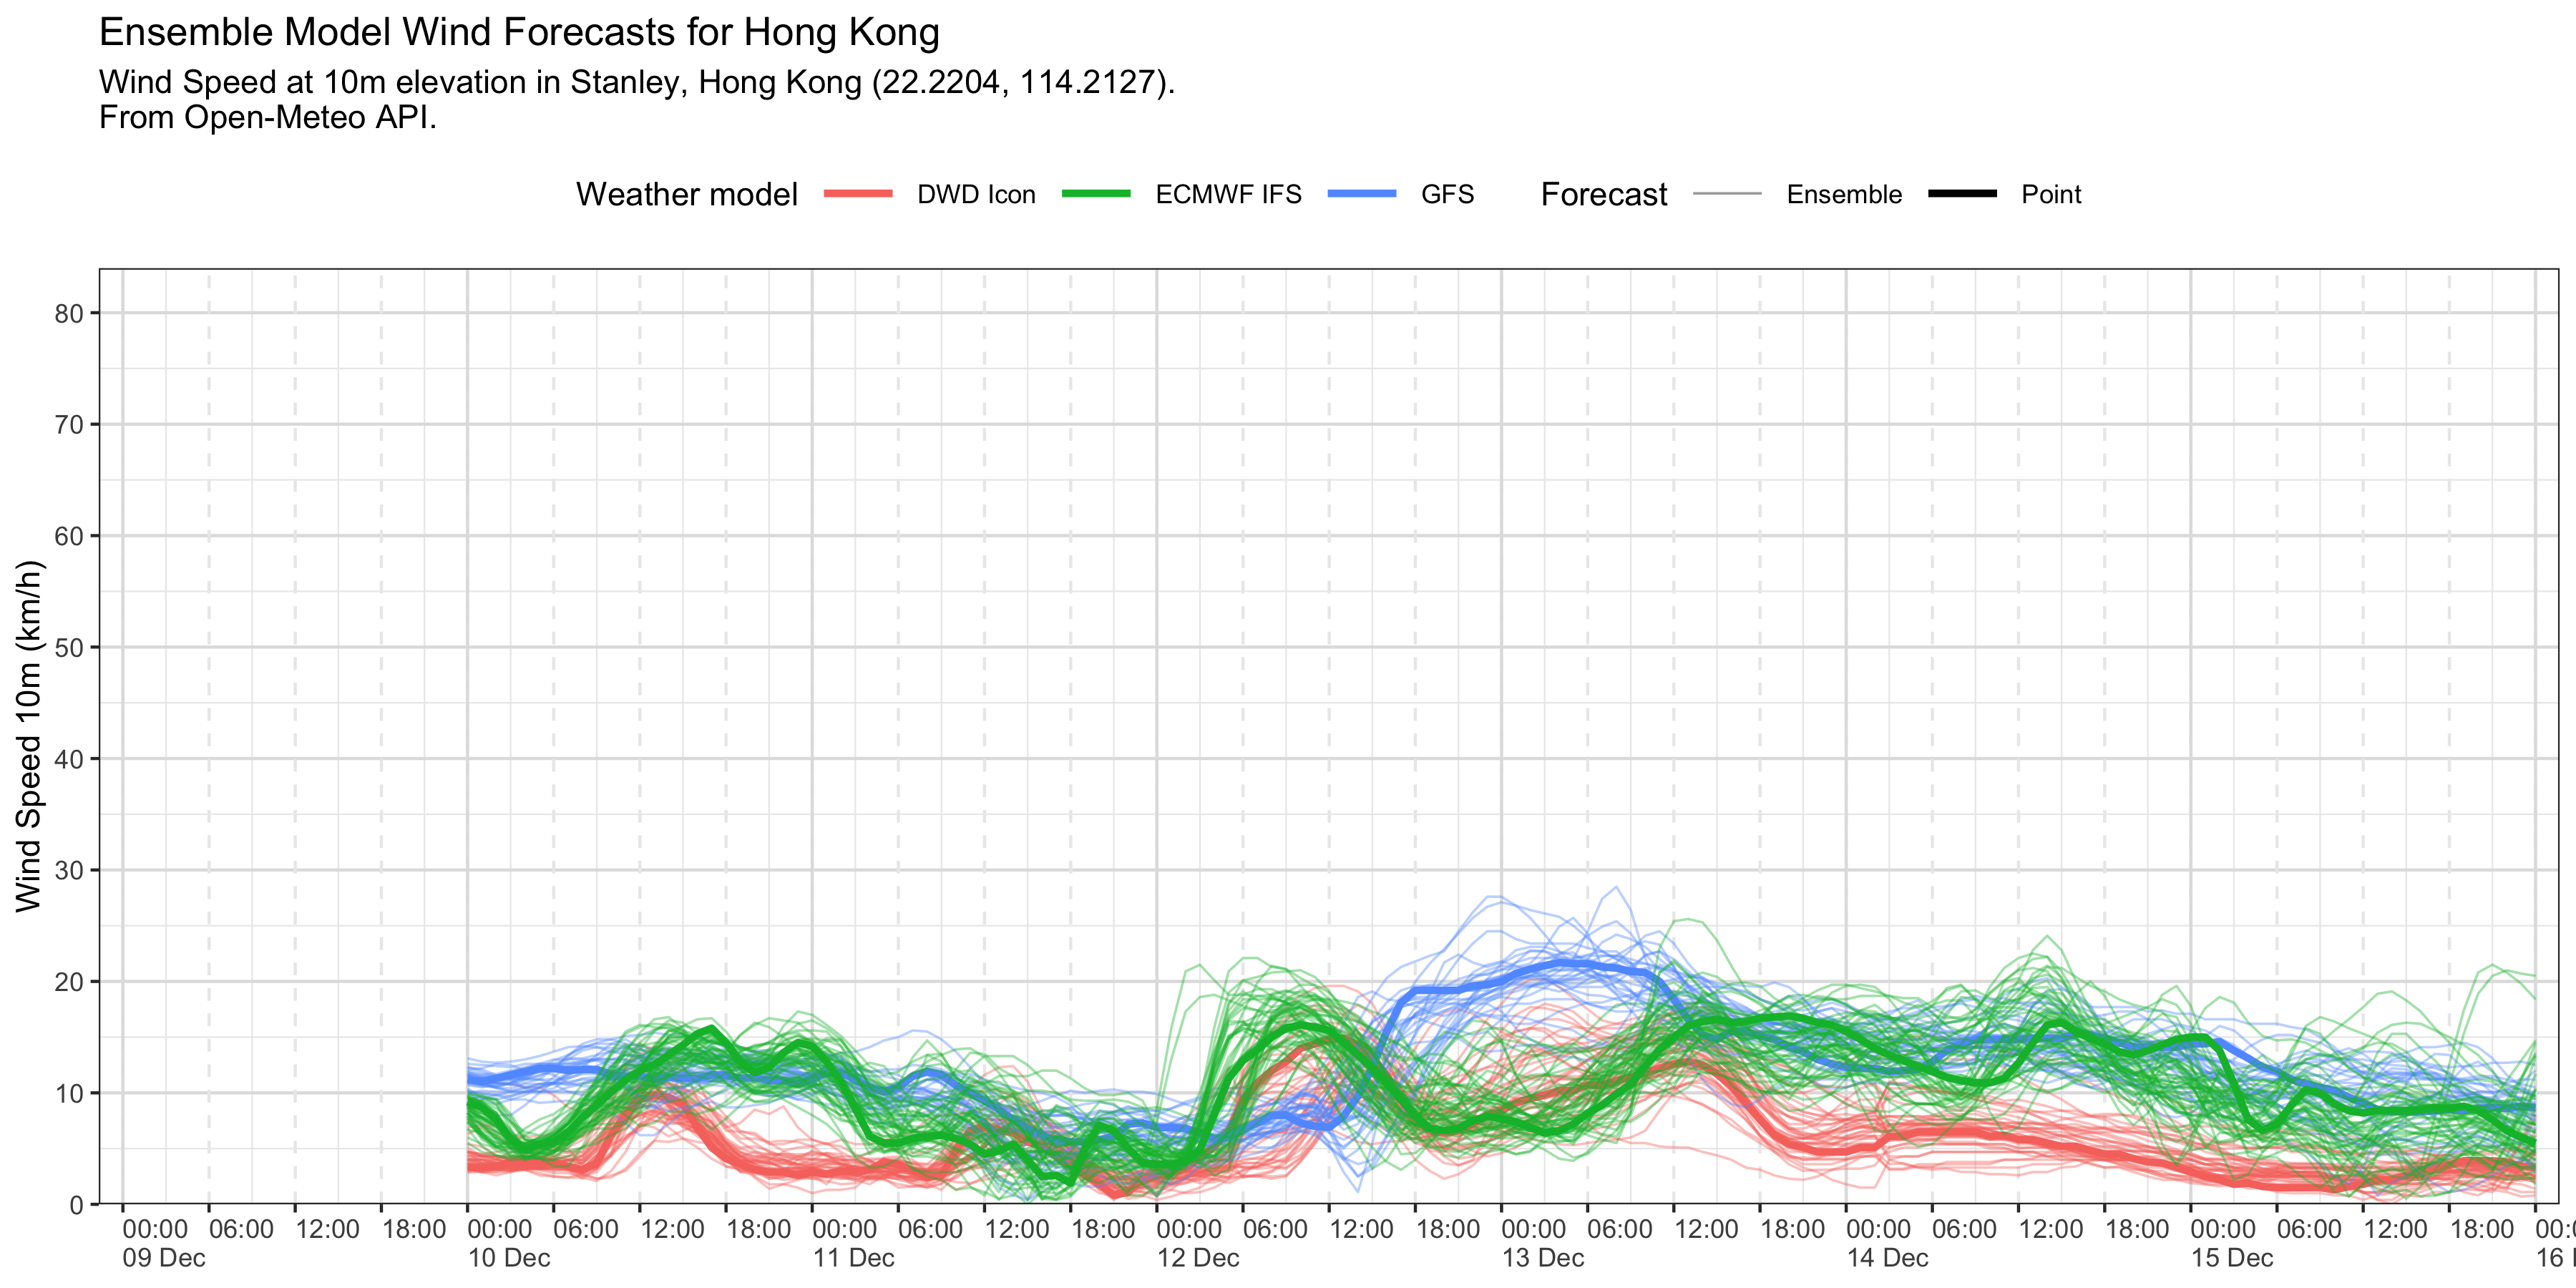 Ensemble Model Wind Forecasts for Hong Kong
Wind Speed at 10m elevation in Stanley, Hong Kong (22.2204, 114.2127).
From Open-Meteo API.
Weather model DWD Icon ECMWF IFS GFS Forecast Ensemble Point
Wind Speed 10m (km/h)
80
70
60
50
40
30
20
10
0
00:00 06:00 12:00 18:00 00:00 06:00 12:00 18:00 00:00 06:00 12:00 18:00 00:00 06:00 12:00 18:00 00:00 06:00 12:00 18:00 00:00 06:00 12:00 18:00 00:00 06:00 12:00 18:00
09 Dec 10 Dec 11 Dec 12 Dec 13 Dec 14 Dec 15 Dec 16